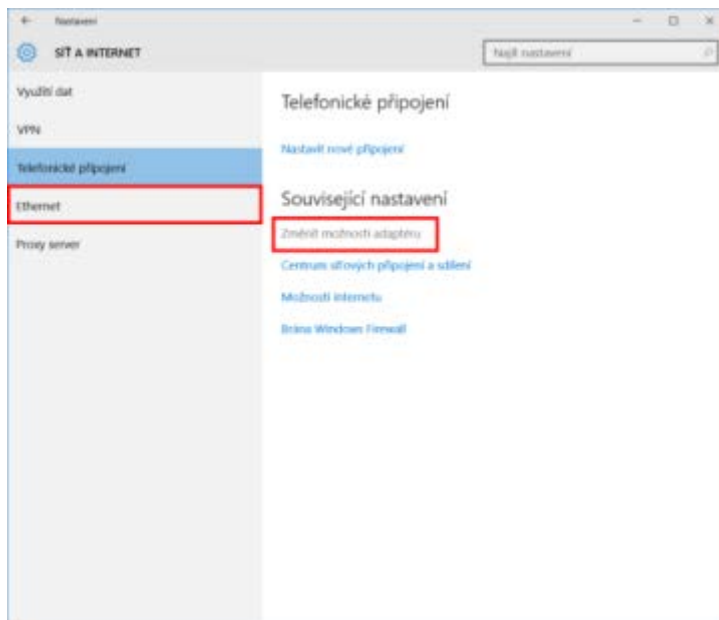 Nastavení
SÍŤ A INTERNET
Najít nastavení
Využití dat
VPN
Telefonické připojení
Ethernet
Proxy server
Telefonické připojení
Nastavit nové připojení
Související nastavení
Změnit možnosti adaptéru
Centrum síťových připojení a sdílení
Možnosti internetu
Brána Windows Firewall